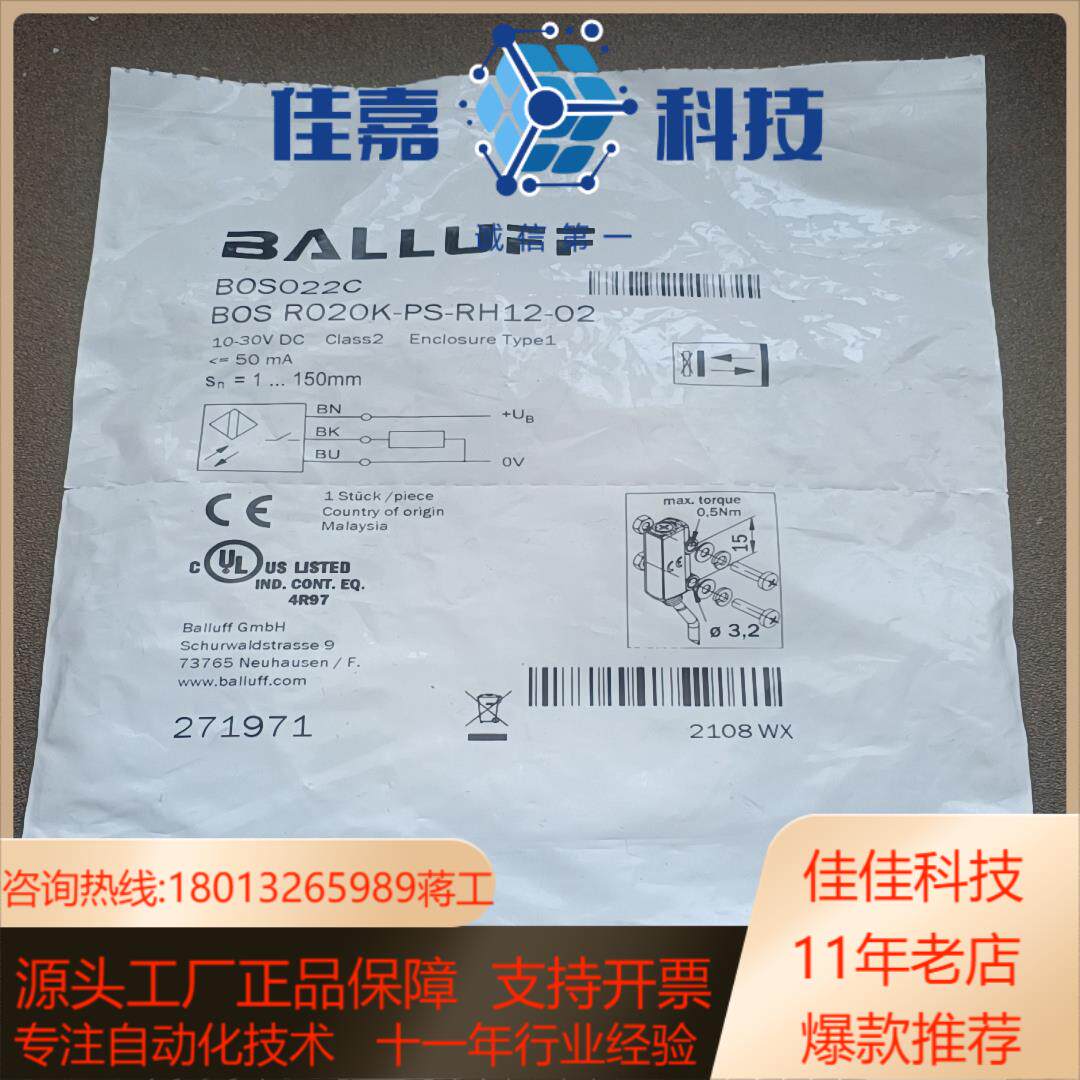 佳嘉 科技
诚信第一
BALLUFF
BOS022C
BOS R020K-PS-RH12-02
10-30V DC Class2 Enclosure Type1
<= 50 mA
sn = 1 ... 150mm
BN
+UB
BK
BU
0V
CE
1 Stück /piece
Country of origin
Malaysia
max. torque
0,5Nm
15
CE
ø 3,2
C UL US LISTED
IND. CONT. EQ.
4R97
Balluff GmbH
Schurwaldstrasse 9
73765 Neuhausen / F.
www.balluff.com
271971
2108 WX
咨询热线:18013265989蒋工
源头工厂正品保障 支持开票
专注自动化技术 十一年行业经验
佳佳科技
11年老店
爆款推荐